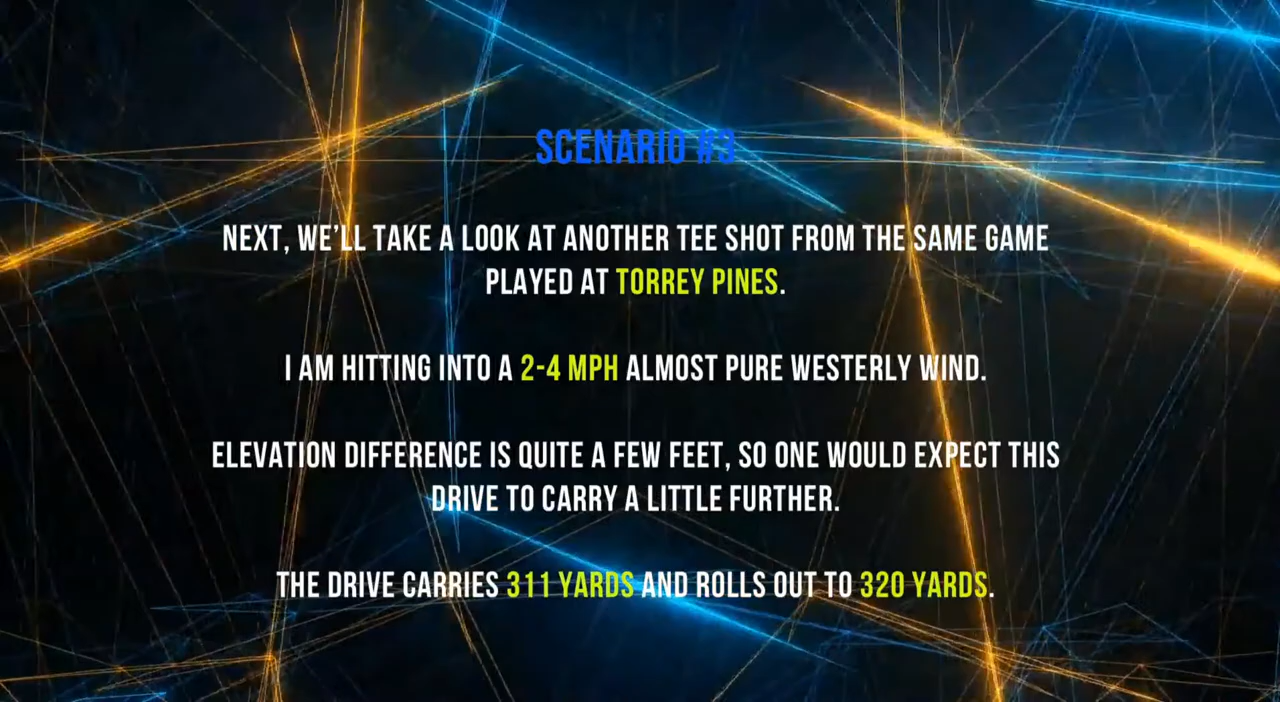 SCENARIO #3
NEXT, WE'LL TAKE A LOOK AT ANOTHER TEE SHOT FROM THE SAME GAME
PLAYED AT TORREY PINES.
I AM HITTING INTO A 2-4 MPH ALMOST PURE WESTERLY WIND.
ELEVATION DIFFERENCE IS QUITE A FEW FEET, SO ONE WOULD EXPECT THIS
DRIVE TO CARRY A LITTLE FURTHER.
THE DRIVE CARRIES 311 YARDS AND ROLLS OUT TO 320 YARDS.